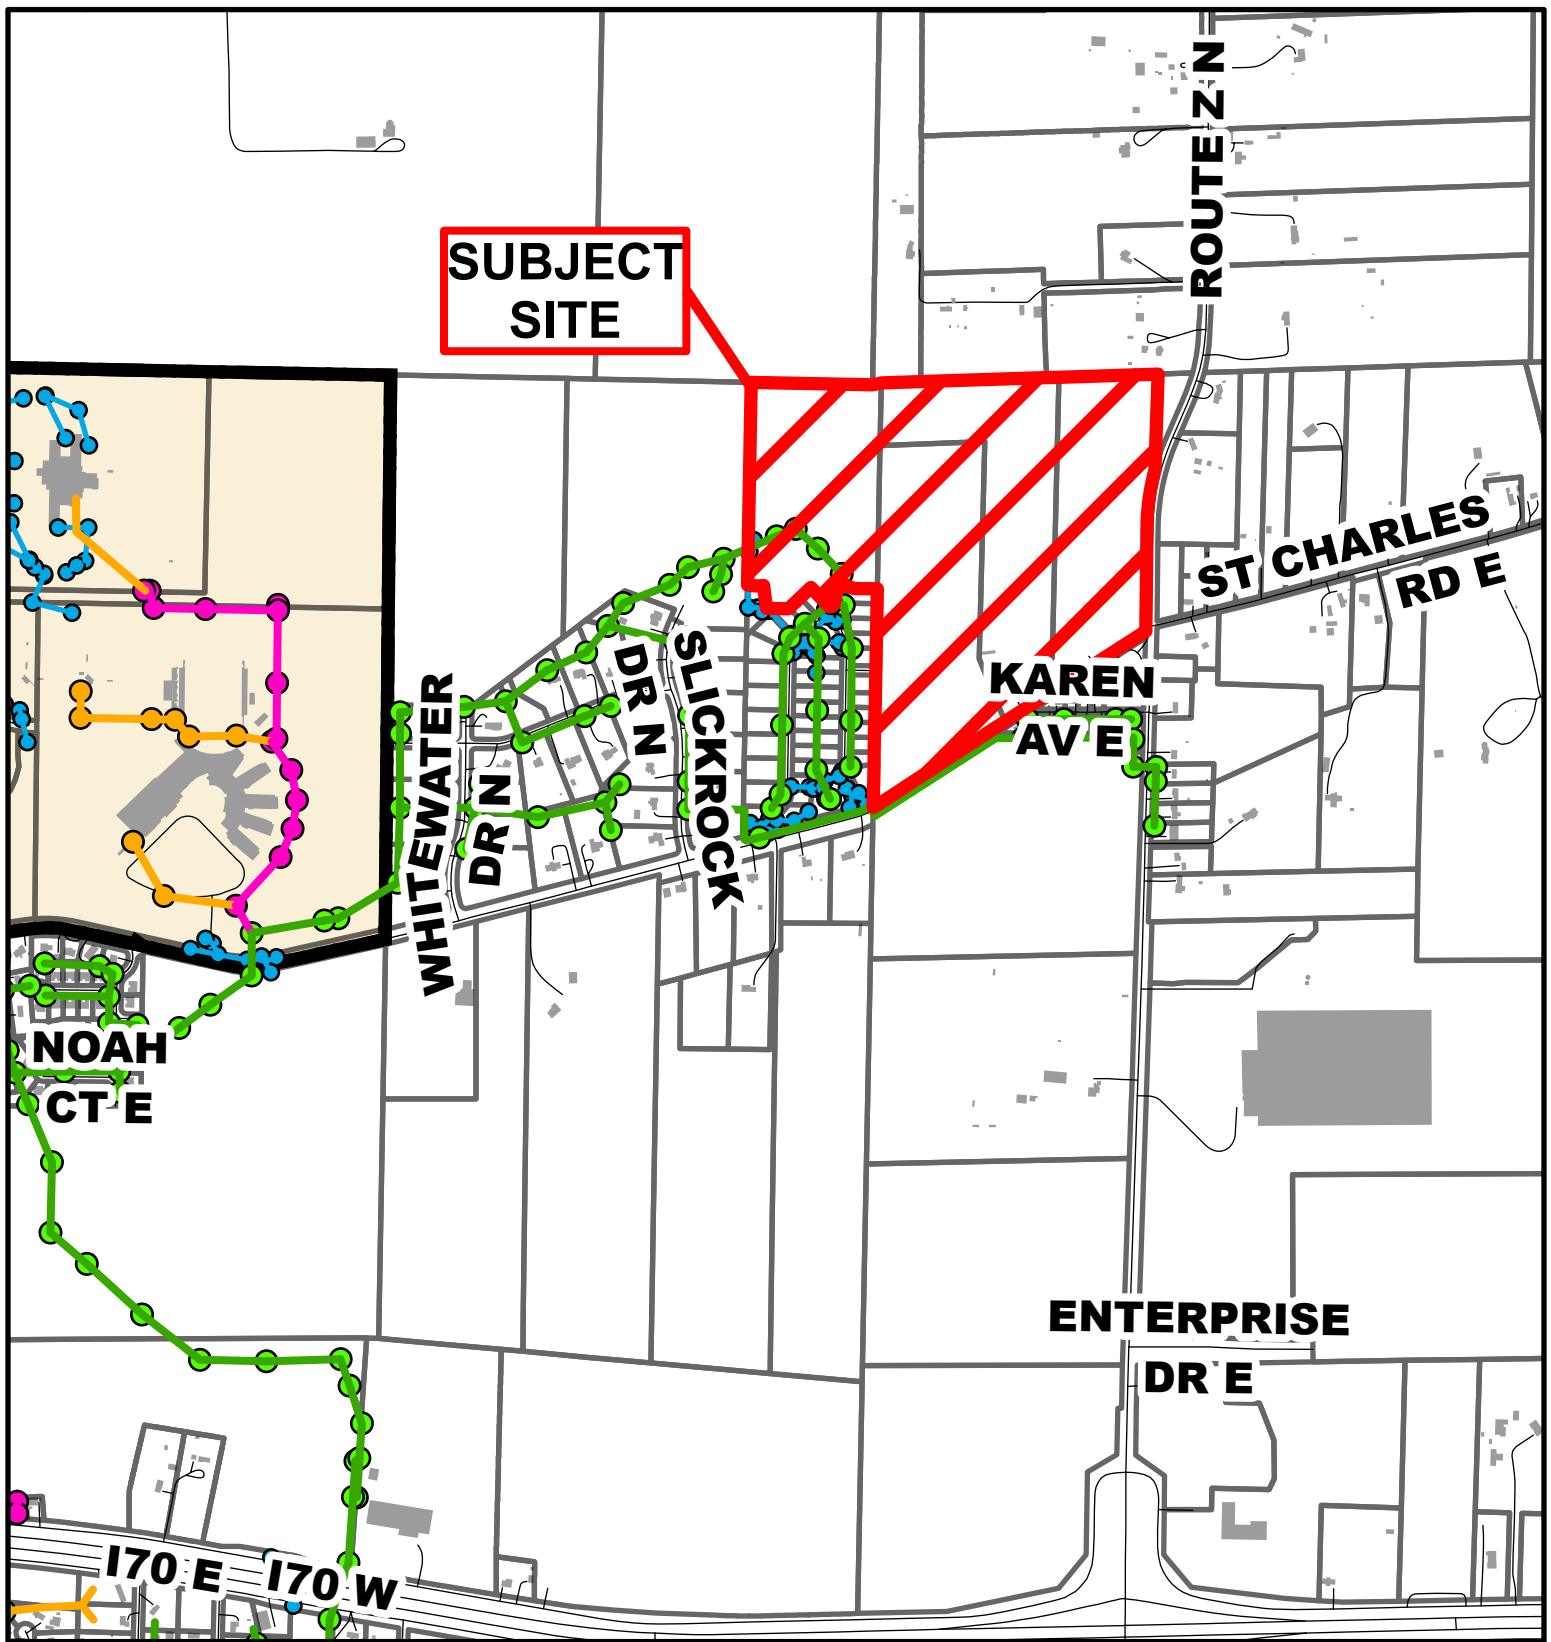 ROUTE Z N
SUBJECT
SITE
ST CHARLES
RD E
KAREN
AV E
SLICKROCK
DR N
WHITEWATER
DR N
NOAH
CT E
ENTERPRISE
DR E
I70 E
I70 W